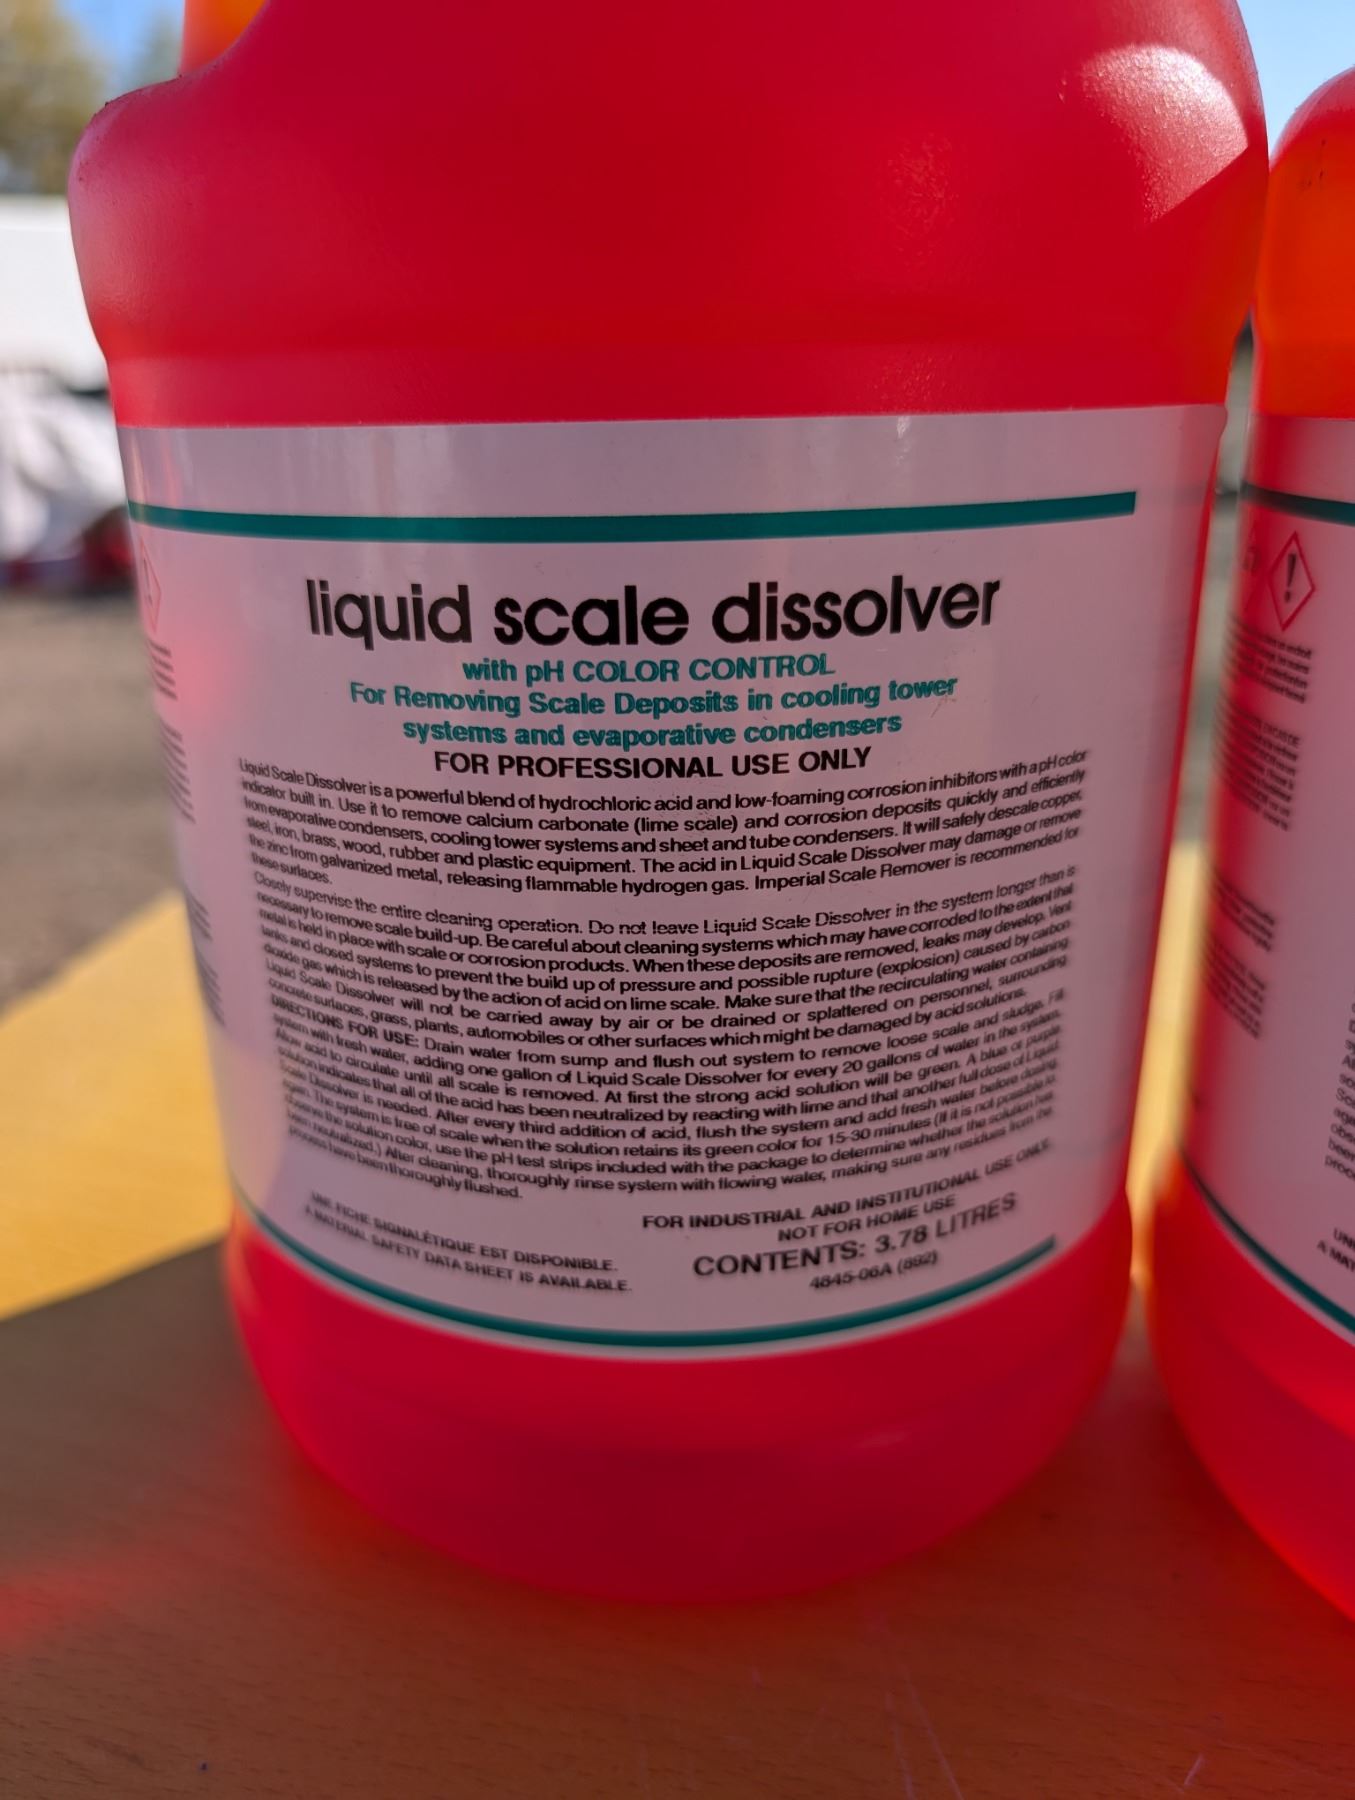 liquid scale dissolver
with pH COLOR CONTROL
For Removing Scale Deposits in cooling tower
systems and evaporative condensers
FOR PROFESSIONAL USE ONLY
Liquid Scale Dissolver is a powerful blend of hydrochloric acid and low-foaming corrosion inhibitors with a pH color
indicator built in. Use it to remove calcium carbonate (lime scale) and corrosion deposits quickly and efficiently
from evaporative condensers, cooling tower systems and sheet and tube condensers. It will safely descale copper,
steel, iron, brass, wood, rubber and plastic equipment. The acid in Liquid Scale Dissolver may damage or remove
the zinc from galvanized metal, releasing flammable hydrogen gas. Imperial Scale Remover is recommended for
these surfaces.
Closely supervise the entire cleaning operation. Do not leave Liquid Scale Dissolver in the system longer than is
necessary to remove scale build-up. Be careful about cleaning systems which may have corroded to the extent that
metal is held in place with scale or corrosion products. When these deposits are removed, leaks may develop. Vent
tanks and closed systems to prevent the build up of pressure and possible rupture (explosion) caused by carbon
dioxide gas which is released by the action of acid on lime scale. Make sure that the recirculating water containing
Liquid Scale Dissolver will not be carried away by air or be drained or splattered on personnel, surrounding
concrete surfaces, grass, plants, automobiles or other surfaces which might be damaged by acid solutions.
DIRECTIONS FOR USE: Drain water from sump and flush out system to remove loose scale and sludge. Fill
system with fresh water, adding one gallon of Liquid Scale Dissolver for every 20 gallons of water in the system.
Allow acid to circulate until all scale is removed. At first the strong acid solution will be green. A blue or purple
solution indicates that all of the acid has been neutralized by reacting with lime and that another full dose of Liquid
Scale Dissolver is needed. After every third addition of acid, flush the system and add fresh water before dosing
again. The system is free of scale when the solution retains its green color for 15-30 minutes (If it is not possible to
observe the solution color, use the pH test strips included with the package to determine whether the solution has
been neutralized.) After cleaning, thoroughly rinse system with flowing water, making sure any residues from the
process have been thoroughly flushed.
UNE FICHE SIGNALÉTIQUE EST DISPONIBLE.
A MATERIAL SAFETY DATA SHEET IS AVAILABLE.
FOR INDUSTRIAL AND INSTITUTIONAL USE ONLY.
NOT FOR HOME USE
CONTENTS: 3.78 LITRES
4845-06A (892)